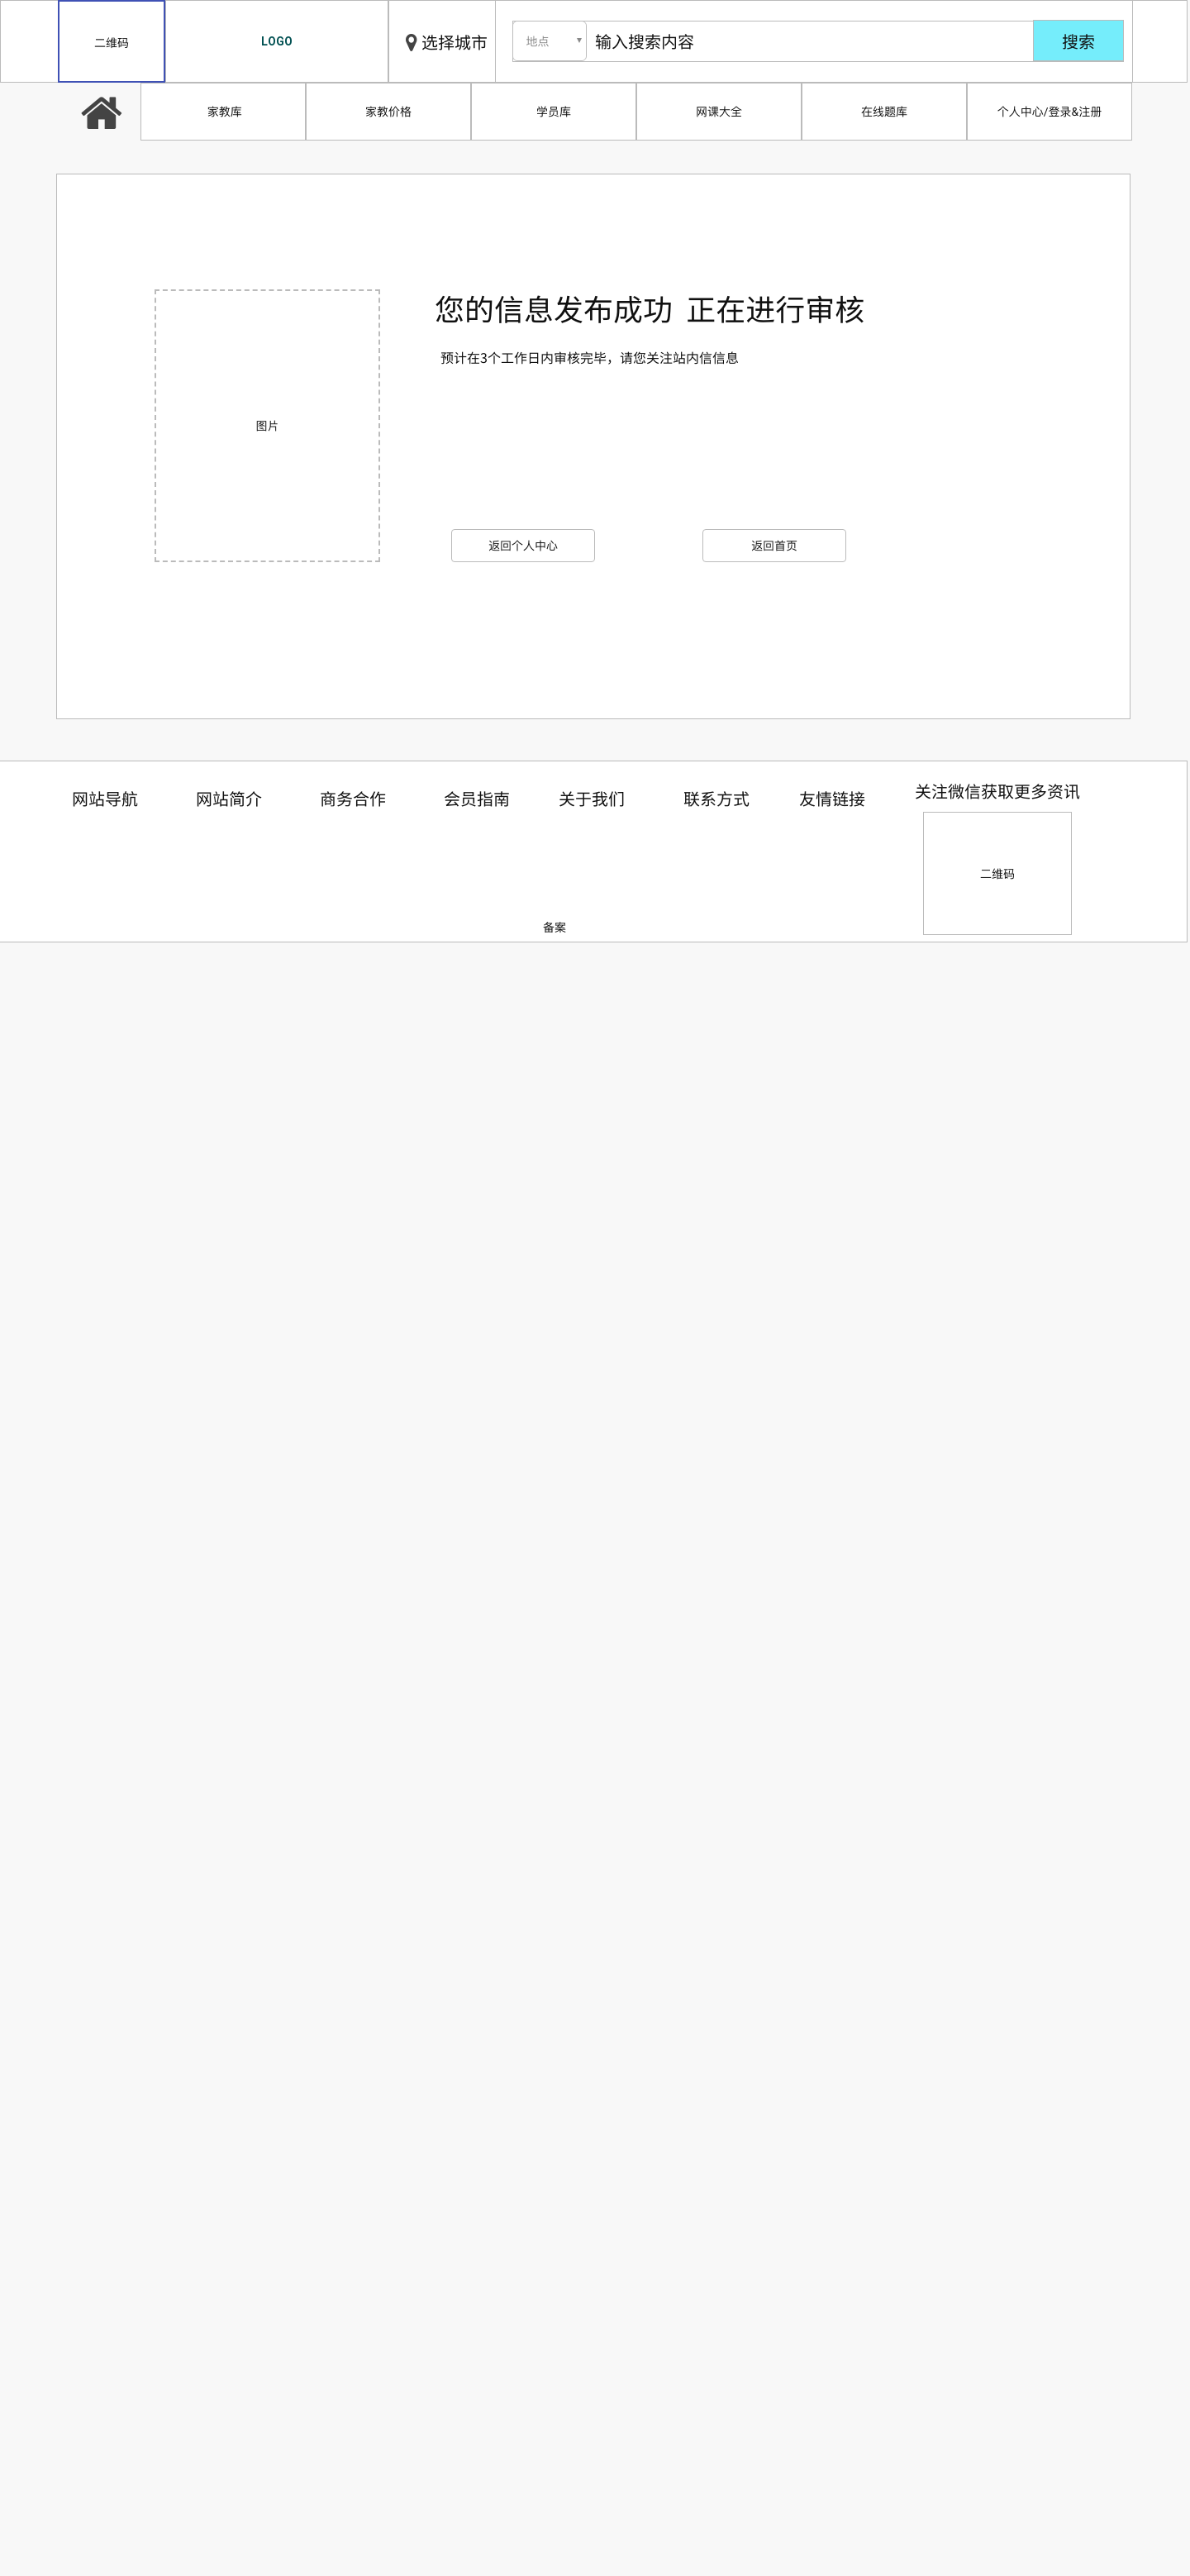 二维码
LOGO
选择城市
地点
输入搜索内容
搜索
家教库
家教价格
学员库
网课大全
在线题库
个人中心/登录&注册
您的信息发布成功 正在进行审核
预计在3个工作日内审核完毕，请您关注站内信信息
图片
返回个人中心
返回首页
网站导航
网站简介
商务合作
会员指南
关于我们
联系方式
友情链接
关注微信获取更多资讯
二维码
备案